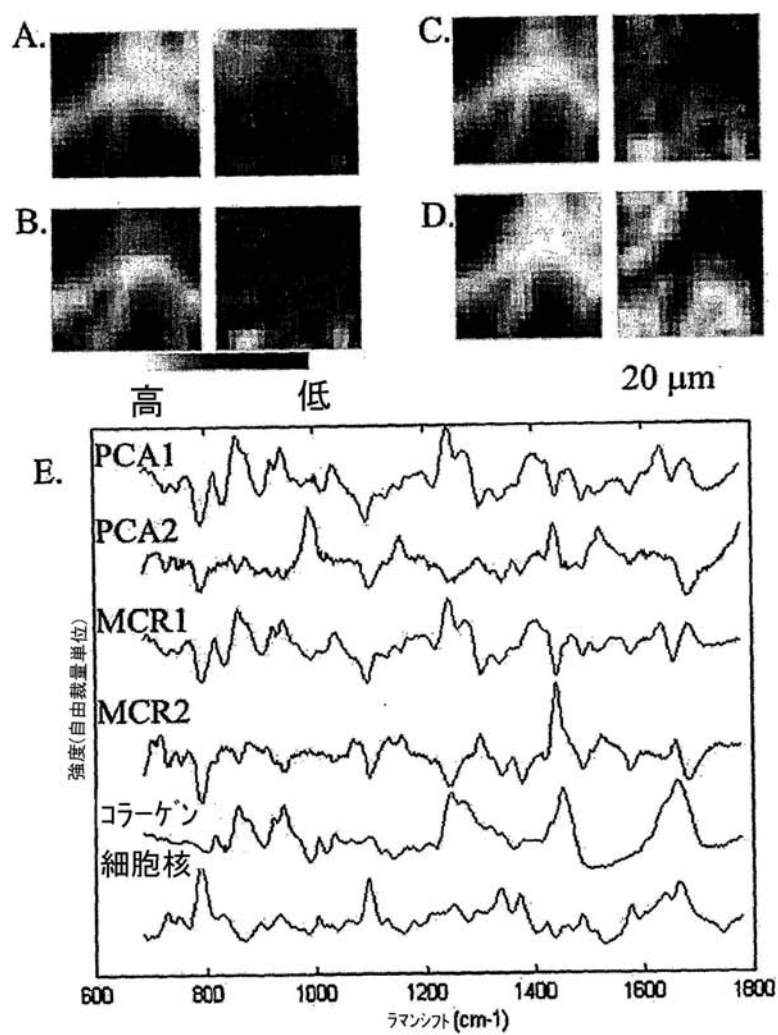 A.
C.
B.
D.
高 低
20 μm
E.
PCA1
PCA2
MCR1
MCR2
コラーゲン
細胞核
強度(自由裁量単位)
600 800 1000 1200 1400 1600 1800
ラマンシフト(cm-1)